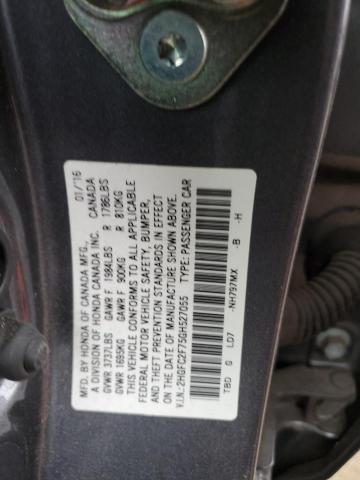 MFD. BY HONDA OF CANADA MFG., 01/'16
A DIVISION OF HONDA CANADA INC. CANADA
GVWR 3737LBS GAWR F 1984LBS R 1786LBS
GVWR 1695KG GAWR F 900KG R 810KG
THIS VEHICLE CONFORMS TO ALL APPLICABLE
FEDERAL MOTOR VEHICLE SAFETY, BUMPER,
AND THEFT PREVENTION STANDARDS IN EFFECT
ON THE DATE OF MANUFACTURE SHOWN ABOVE.
V.I.N.:2HGFC2F75GH527055 TYPE:PASSENGER CAR
TBD G LD7 -NH797MX -B -H